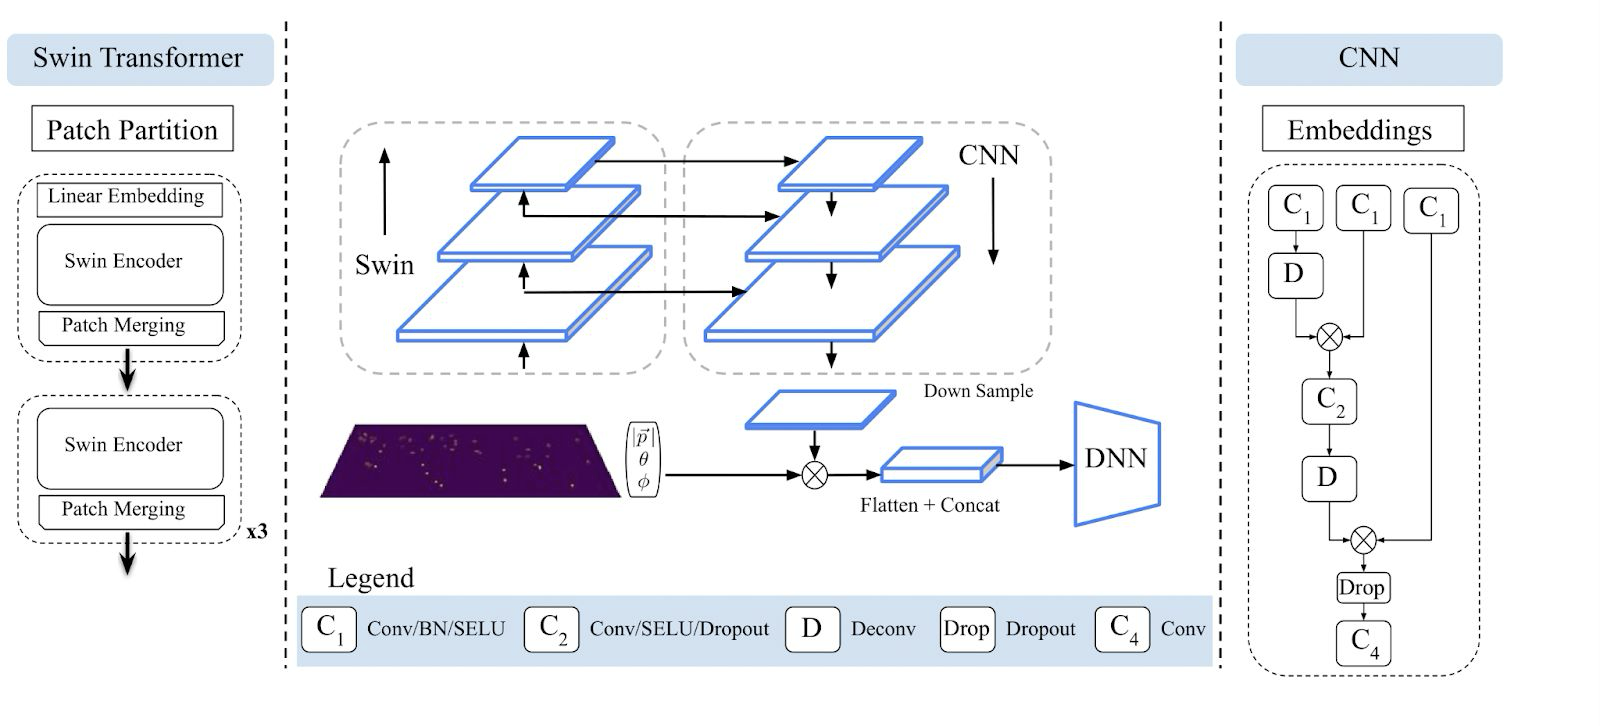 Swin Transformer
Patch Partition
Linear Embedding
Swin Encoder
Patch Merging
Swin Encoder
Patch Merging
x3
Swin
CNN
Down Sample
|p⃗|
θ
ϕ
Flatten + Concat
DNN
Legend
C₁ Conv/BN/SELU C₂ Conv/SELU/Dropout D Deconv Drop Dropout C₄ Conv
CNN
Embeddings
C₁ C₁ C₁
D
C₂
D
Drop
C₄